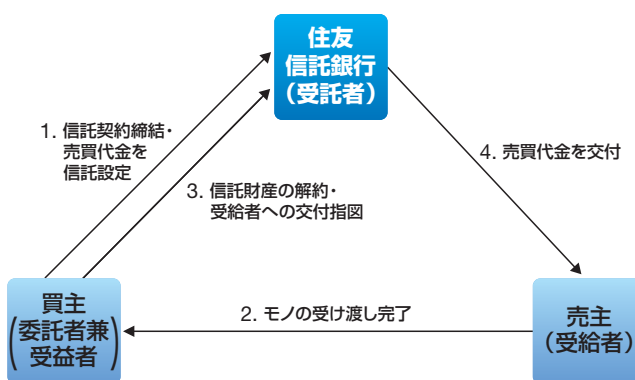 住友
信託銀行
（受託者）
1. 信託契約締結・
売買代金を
信託設定
3. 信託財産の解約・
受給者への交付指図
4. 売買代金を交付
買主
（委託者兼
受益者）
2. モノの受け渡し完了
売主
（受給者）